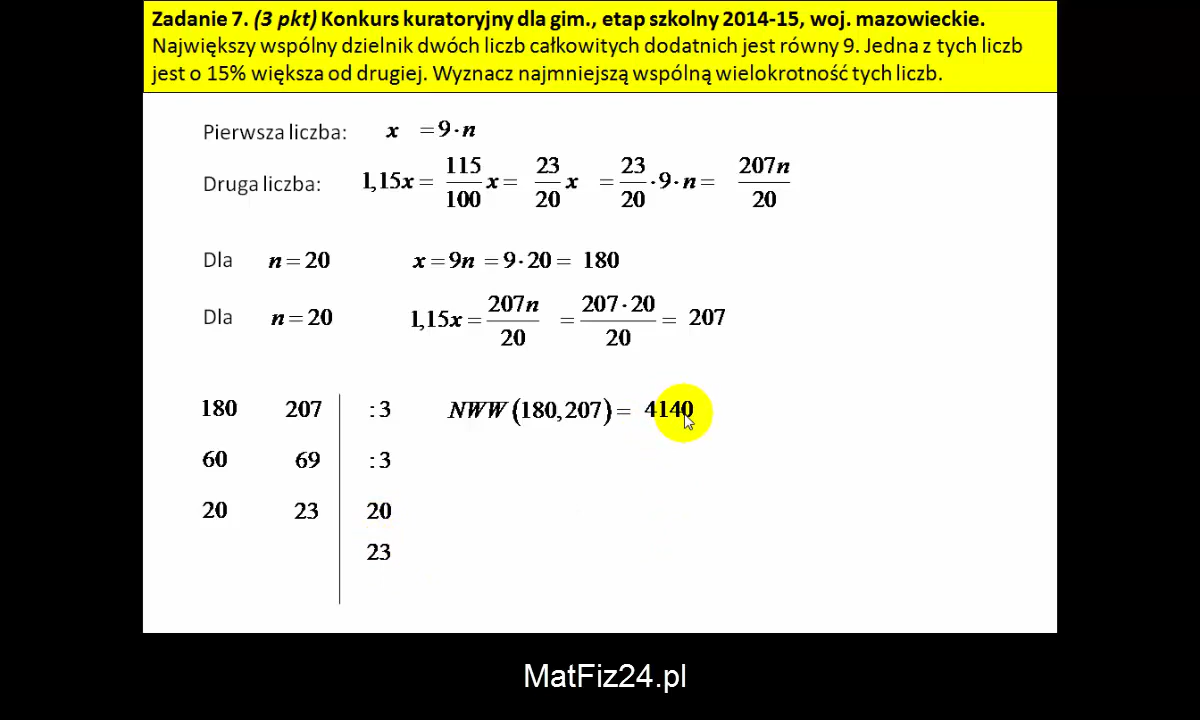 Zadanie 7. (3 pkt) Konkurs kuratoryjny dla gim., etap szkolny 2014-15, woj. mazowieckie.
Największy wspólny dzielnik dwóch liczb całkowitych dodatnich jest równy 9. Jedna z tych liczb
jest o 15% większa od drugiej. Wyznacz najmniejszą wspólną wielokrotność tych liczb.
Pierwsza liczba: x = 9·n
Druga liczba: 1,15x = 115/100 x = 23/20 x = 23/20 ·9·n = 207n/20
Dla n = 20 x = 9n = 9·20 = 180
Dla n = 20 1,15x = 207n/20 = 207·20/20 = 207
180 207 :3 NWW(180,207) = 4140
60 69 :3
20 23 20
23
MatFiz24.pl